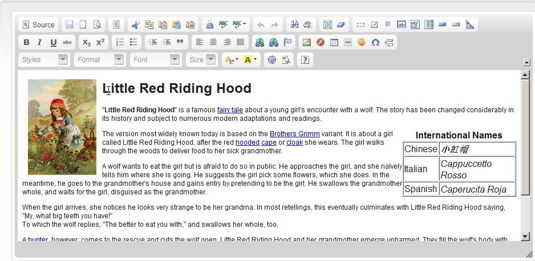 Source
B I U abc
X₂ X²
Styles
Format
Font
Size
Little Red Riding Hood
"Little Red Riding Hood" is a famous fairy tale about a young girl's encounter with a wolf. The story has been changed considerably in
its history and subject to numerous modern adaptations and readings.
The version most widely known today is based on the Brothers Grimm variant. It is about a girl
called Little Red Riding Hood, after the red hooded cape or cloak she wears. The girl walks
through the woods to deliver food to her sick grandmother.
International Names
Chinese 小紅帽
Italian Cappuccetto
Rosso
Spanish Caperucita Roja
A wolf wants to eat the girl but is afraid to do so in public. He approaches the girl, and she naïvely
tells him where she is going. He suggests the girl pick some flowers, which she does. In the
meantime, he goes to the grandmother's house and gains entry by pretending to be the girl. He swallows the grandmother
whole, and waits for the girl, disguised as the grandmother.
When the girl arrives, she notices he looks very strange to be her grandma. In most retellings, this eventually culminates with Little Red Riding Hood saying,
"My, what big teeth you have!"
To which the wolf replies, "The better to eat you with," and swallows her whole, too.
A hunter, however, comes to the rescue and cuts the wolf open. Little Red Riding Hood and her grandmother emerge unharmed. They fill the wolf's body with